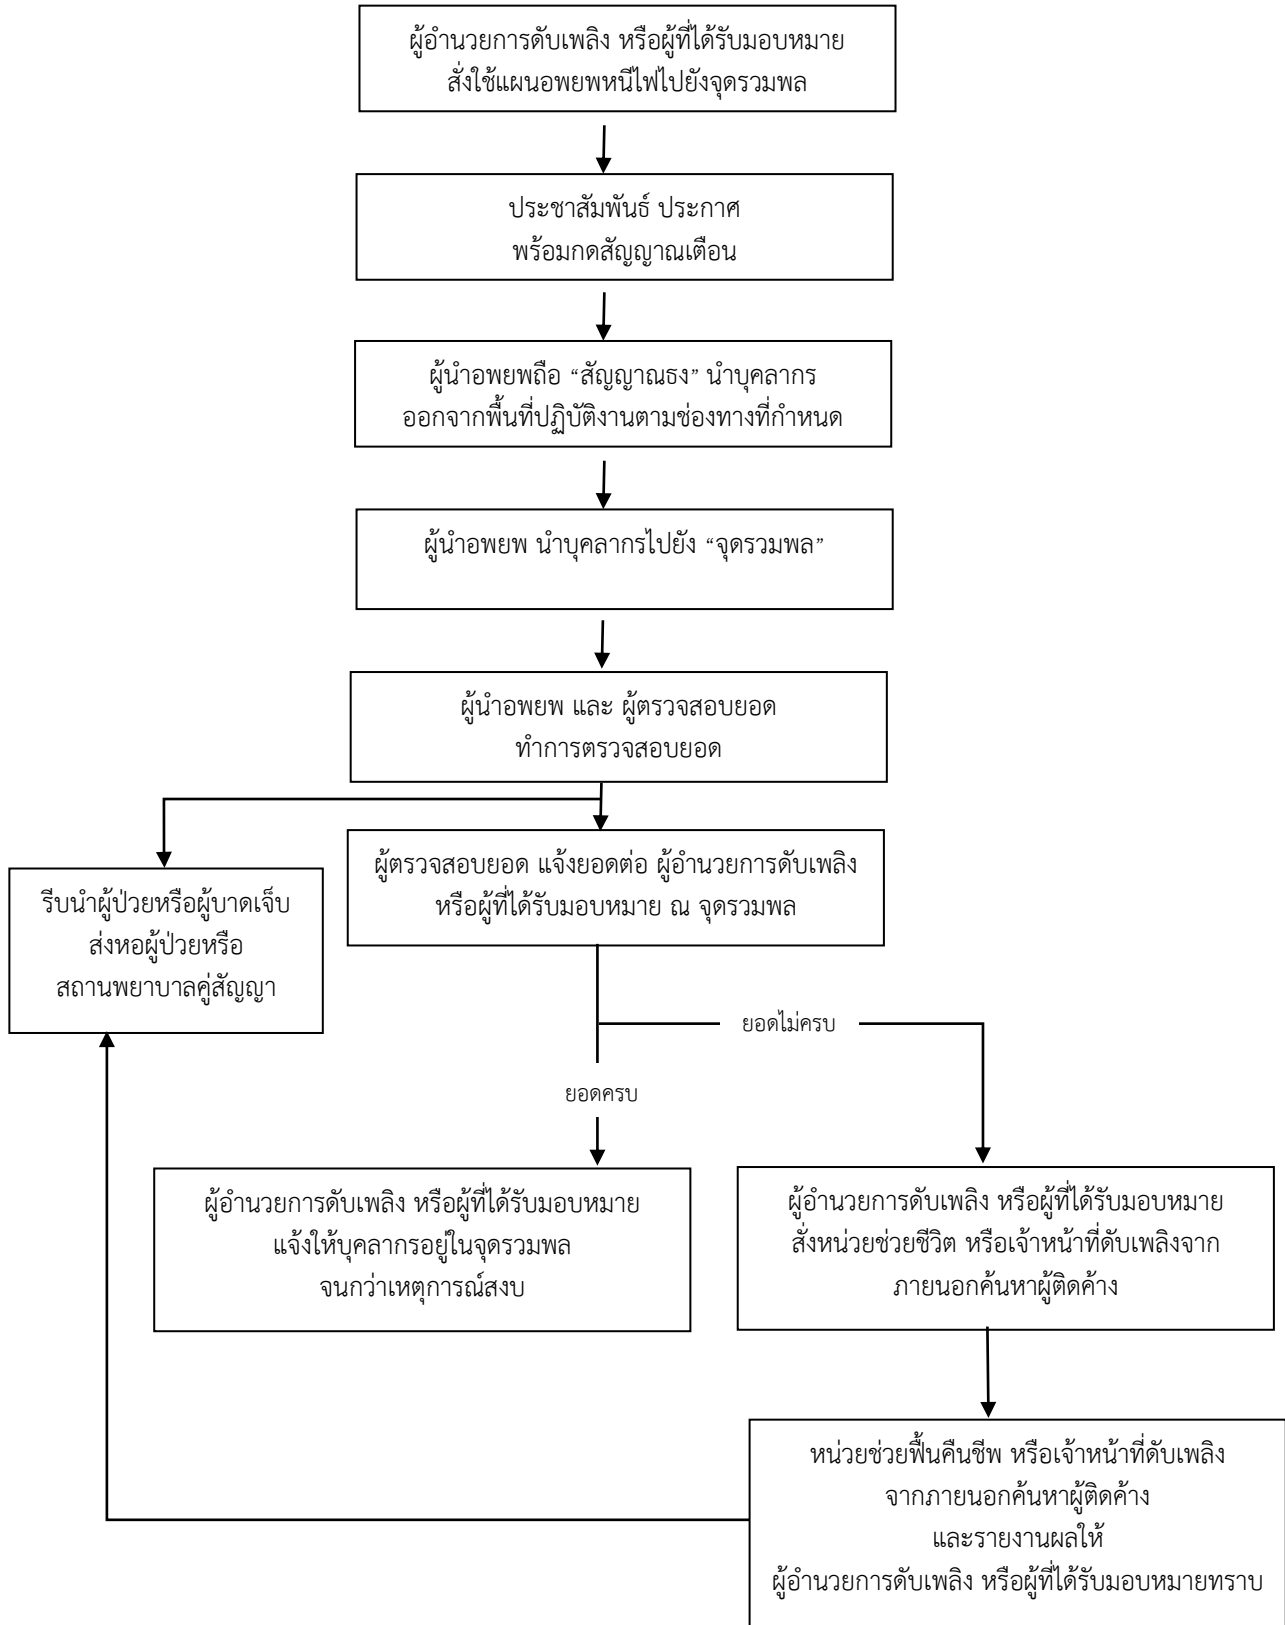 ผู้อำนวยการดับเพลิง หรือผู้ที่ได้รับมอบหมาย
สั่งใช้แผนอพยพหนีไฟไปยังจุดรวมพล
ประชาสัมพันธ์ ประกาศ
พร้อมกดสัญญาณเตือน
ผู้นำอพยพถือ “สัญญาณธง” นำบุคลากร
ออกจากพื้นที่ปฏิบัติงานตามช่องทางที่กำหนด
ผู้นำอพยพ นำบุคลากรไปยัง “จุดรวมพล”
ผู้นำอพยพ และ ผู้ตรวจสอบยอด
ทำการตรวจสอบยอด
ผู้ตรวจสอบยอด แจ้งยอดต่อ ผู้อำนวยการดับเพลิง
หรือผู้ที่ได้รับมอบหมาย ณ จุดรวมพล
รีบนำผู้ป่วยหรือผู้บาดเจ็บ
ส่งหอผู้ป่วยหรือ
สถานพยาบาลคู่สัญญา
ยอดไม่ครบ
ยอดครบ
ผู้อำนวยการดับเพลิง หรือผู้ที่ได้รับมอบหมาย
แจ้งให้บุคลากรอยู่ในจุดรวมพล
จนกว่าเหตุการณ์สงบ
ผู้อำนวยการดับเพลิง หรือผู้ที่ได้รับมอบหมาย
สั่งหน่วยช่วยชีวิต หรือเจ้าหน้าที่ดับเพลิงจาก
ภายนอกค้นหาผู้ติดค้าง
หน่วยช่วยฟื้นคืนชีพ หรือเจ้าหน้าที่ดับเพลิง
จากภายนอกค้นหาผู้ติดค้าง
และรายงานผลให้
ผู้อำนวยการดับเพลิง หรือผู้ที่ได้รับมอบหมายทราบ